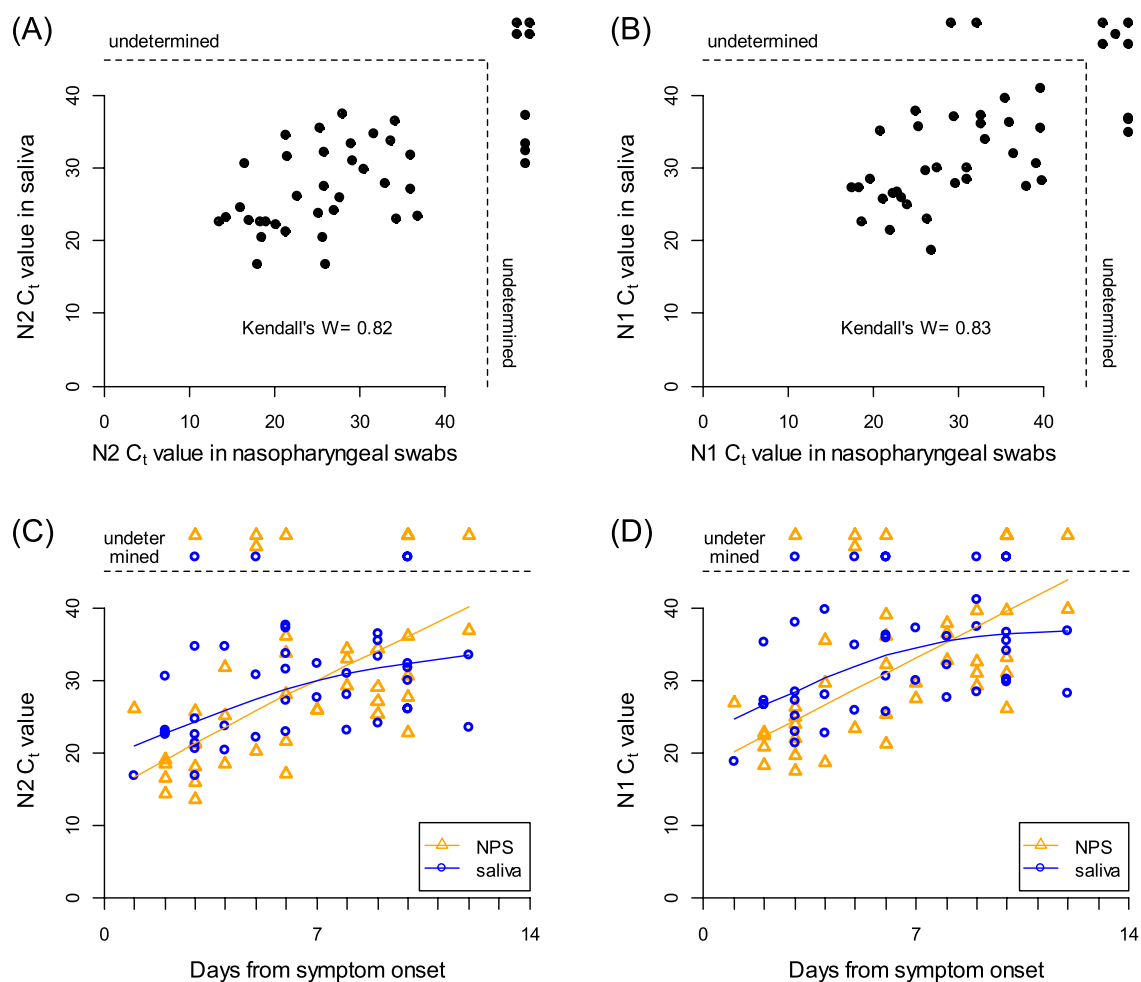 (A)
undetermined
N2 Ct value in saliva
0 10 20 30 40
Kendall's W= 0.82
undetermined
0 10 20 30 40
N2 Ct value in nasopharyngeal swabs
(B)
undetermined
N1 Ct value in saliva
0 10 20 30 40
Kendall's W= 0.83
undetermined
0 10 20 30 40
N1 Ct value in nasopharyngeal swabs
(C)
undeter
mined
N2 Ct value
0 10 20 30 40
NPS
saliva
0 7 14
Days from symptom onset
(D)
undeter
mined
N1 Ct value
0 10 20 30 40
NPS
saliva
0 7 14
Days from symptom onset